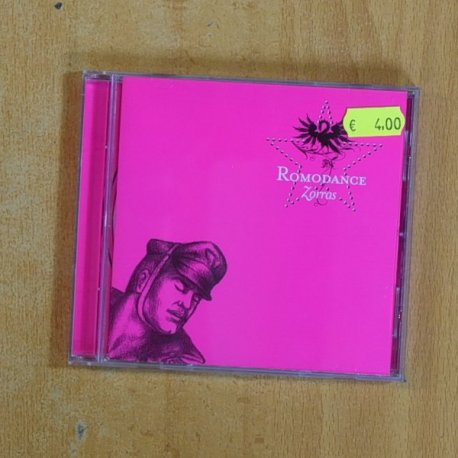 € 4,00
ROMODANCE
Zorras